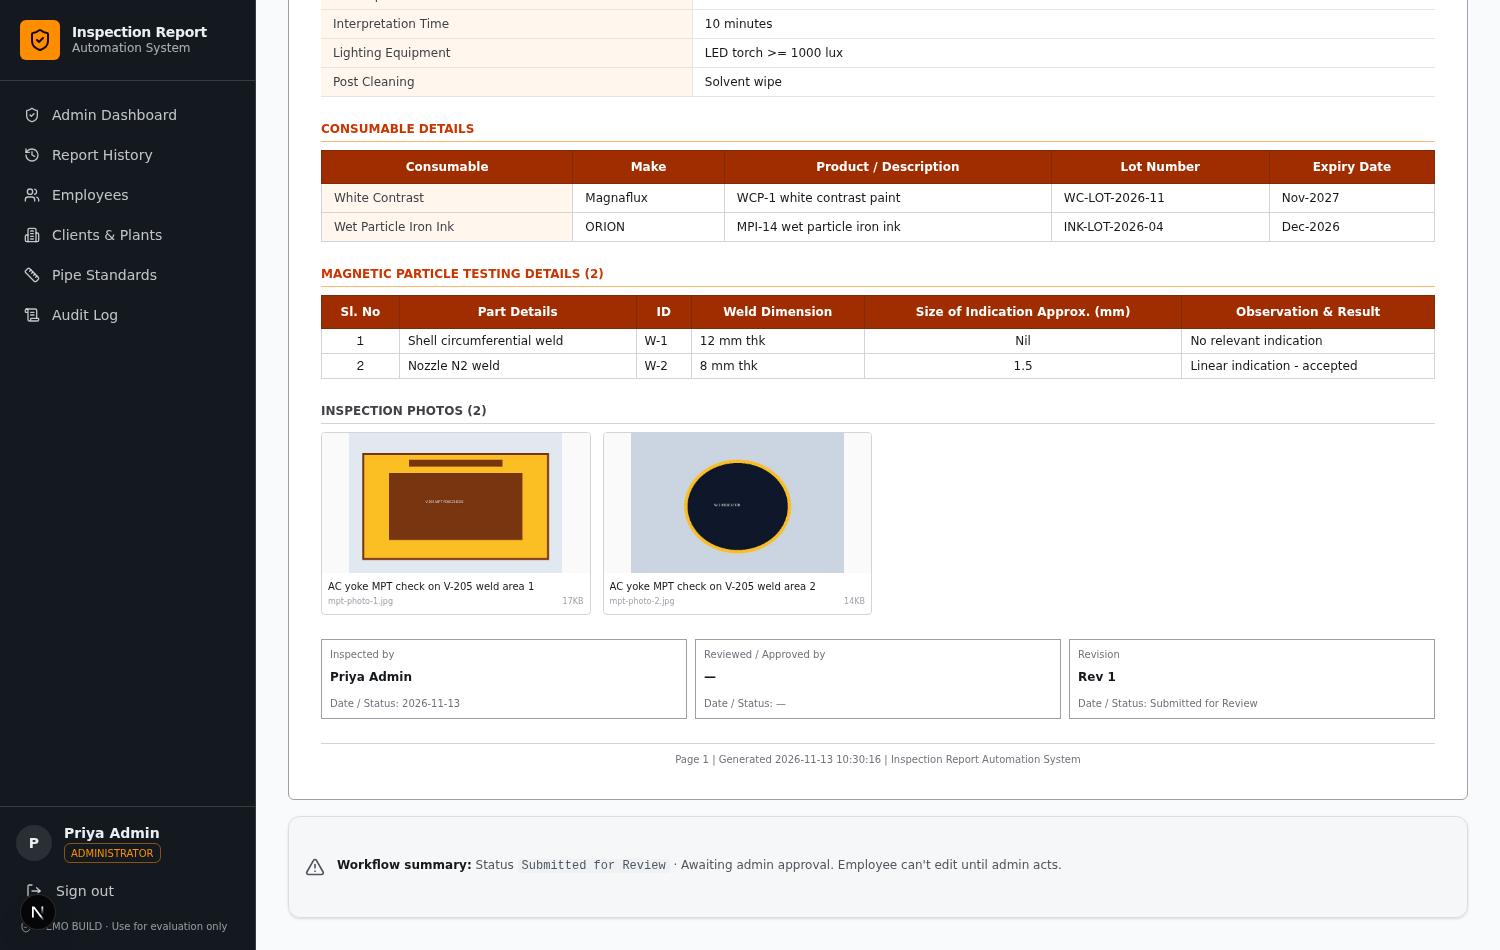 Inspection Report
Automation System
Admin Dashboard
Report History
Employees
Clients & Plants
Pipe Standards
Audit Log
Priya Admin
P
ADMINISTRATOR
Sign out
N
MO BUILD · Use for evaluation only
Interpretation Time 10 minutes
Lighting Equipment LED torch >= 1000 lux
Post Cleaning Solvent wipe
CONSUMABLE DETAILS
Consumable Make Product / Description Lot Number Expiry Date
White Contrast Magnaflux WCP-1 white contrast paint WC-LOT-2026-11 Nov-2027
Wet Particle Iron Ink ORION MPI-14 wet particle iron ink INK-LOT-2026-04 Dec-2026
MAGNETIC PARTICLE TESTING DETAILS (2)
Sl. No Part Details ID Weld Dimension Size of Indication Approx. (mm) Observation & Result
1 Shell circumferential weld W-1 12 mm thk Nil No relevant indication
2 Nozzle N2 weld W-2 8 mm thk 1.5 Linear indication - accepted
INSPECTION PHOTOS (2)
AC yoke MPT check on V-205 weld area 1
mpt-photo-1.jpg 17KB
AC yoke MPT check on V-205 weld area 2
mpt-photo-2.jpg 14KB
Inspected by
Priya Admin
Date / Status: 2026-11-13
Reviewed / Approved by
—
Date / Status: —
Revision
Rev 1
Date / Status: Submitted for Review
Page 1 | Generated 2026-11-13 10:30:16 | Inspection Report Automation System
Workflow summary: Status Submitted for Review · Awaiting admin approval. Employee can't edit until admin acts.